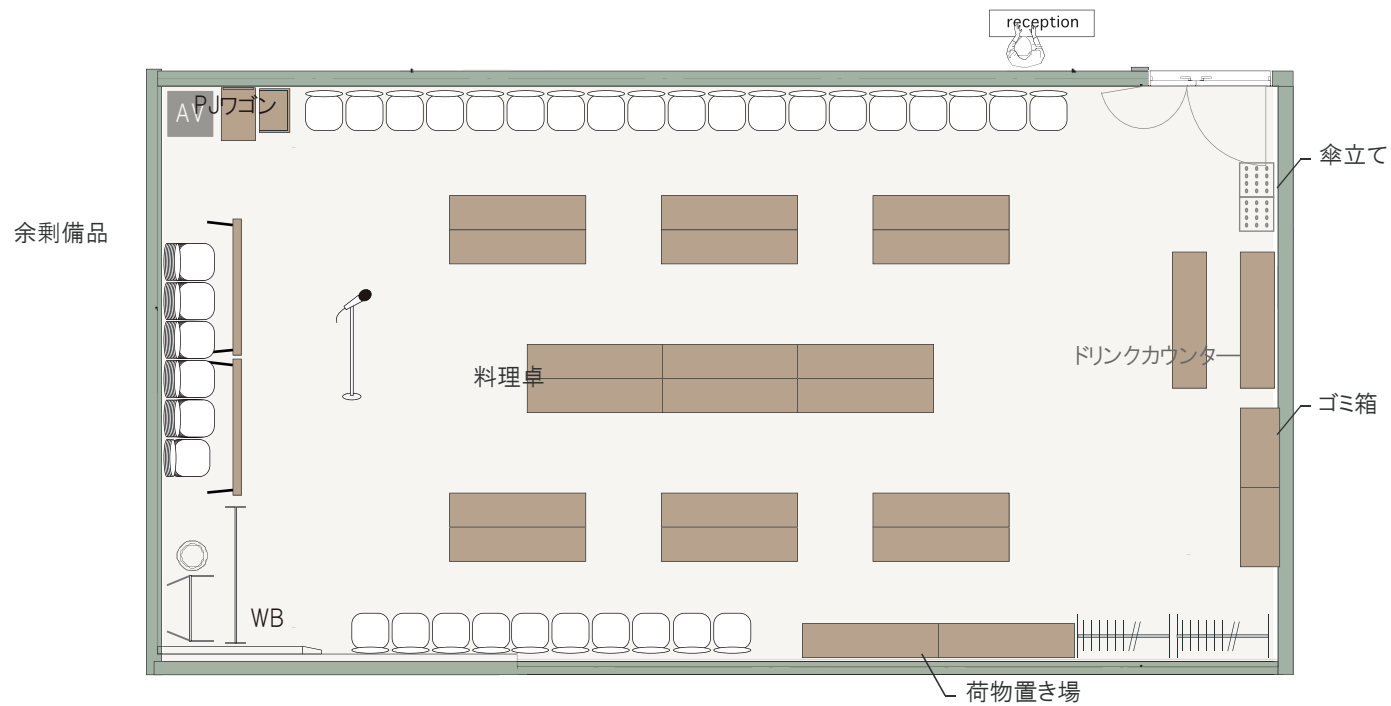 reception
AV
PJワゴン
傘立て
余剰備品
ドリンクカウンター
料理卓
ゴミ箱
WB
荷物置き場